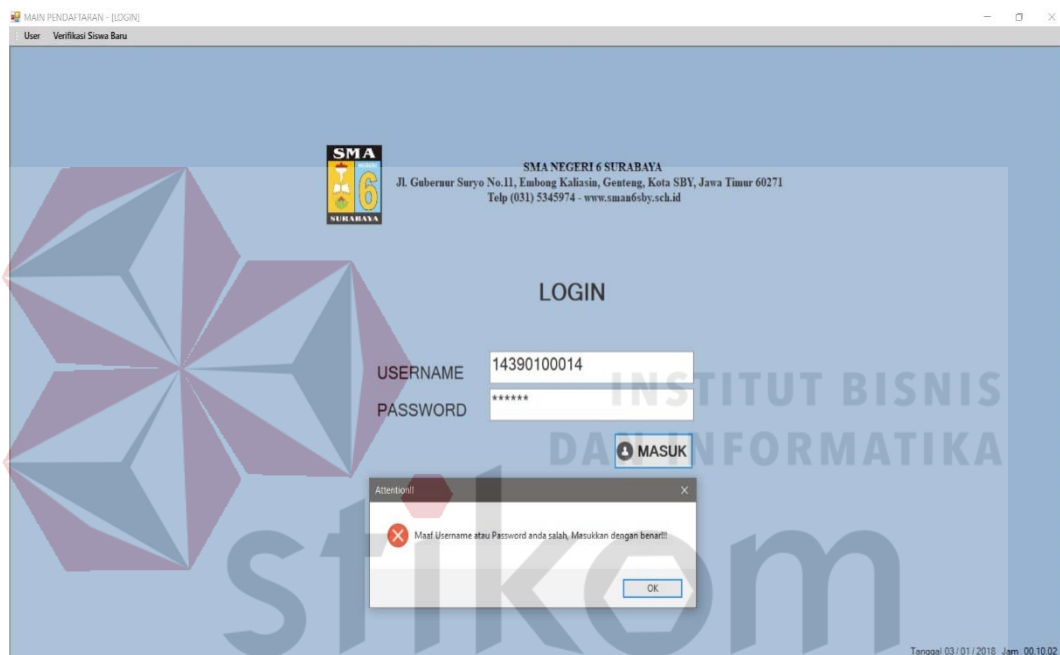 MAIN PENDAFTARAN - [LOGIN]
User Verifikasi Siswa Baru
SMA
NEGERI
6
SURABAYA
SMA NEGERI 6 SURABAYA
Jl. Gubernur Suryo No.11, Embong Kaliasin, Genteng, Kota SBY, Jawa Timur 60271
Telp (031) 5345974 - www.sman6sby.sch.id
LOGIN
USERNAME 14390100014
PASSWORD ******
MASUK
INSTITUT BISNIS
DAN INFORMATIKA
stikom
Attention!!
Maaf Username atau Password anda salah, Masukkan dengan benar!!!
OK
Tanggal 03 / 01 / 2018 Jam 00.10.02